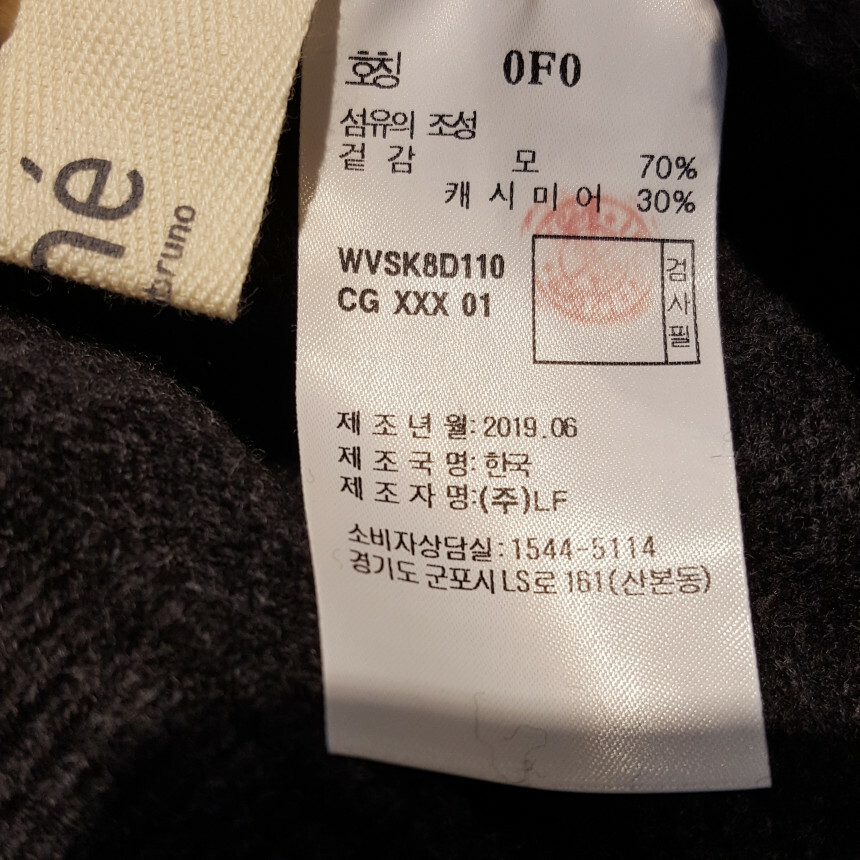 né
bruno
호칭 0F0
섬유의 조성
겉 감 모 70%
캐 시 미 어 30%
WVSK8D110
CG XXX 01
검사필
제 조 년 월: 2019.06
제 조 국 명: 한국
제 조 자 명:(주)LF
소비자상담실:1544-5114
경기도 군포시 LS로 161(산본동)